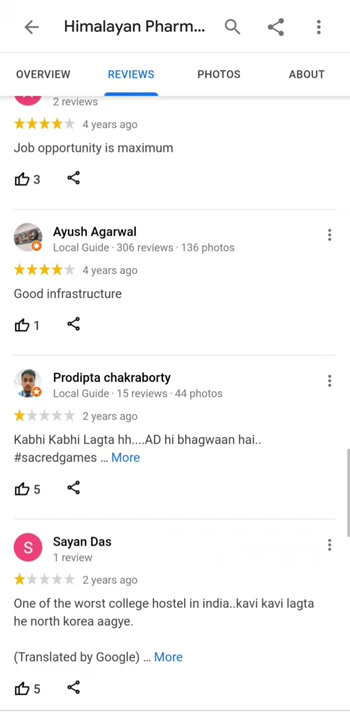 Himalayan Pharm...
OVERVIEW REVIEWS PHOTOS ABOUT
2 reviews
4 years ago
Job opportunity is maximum
3
Ayush Agarwal
Local Guide · 306 reviews · 136 photos
4 years ago
Good infrastructure
1
Prodipta chakraborty
Local Guide · 15 reviews · 44 photos
2 years ago
Kabhi Kabhi Lagta hh....AD hi bhagwaan hai..
#sacredgames ... More
5
S
Sayan Das
1 review
2 years ago
One of the worst college hostel in india..kavi kavi lagta
he north korea aagye.
(Translated by Google) ... More
5